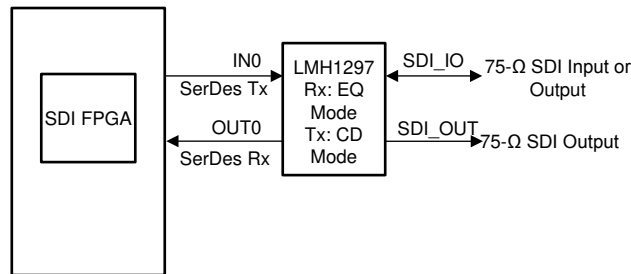 SDI FPGA
IN0
SerDes Tx
OUT0
SerDes Rx
LMH1297
Rx: EQ
Mode
Tx: CD
Mode
SDI_IO
SDI_OUT
75-Ω SDI Input or
Output
75-Ω SDI Output